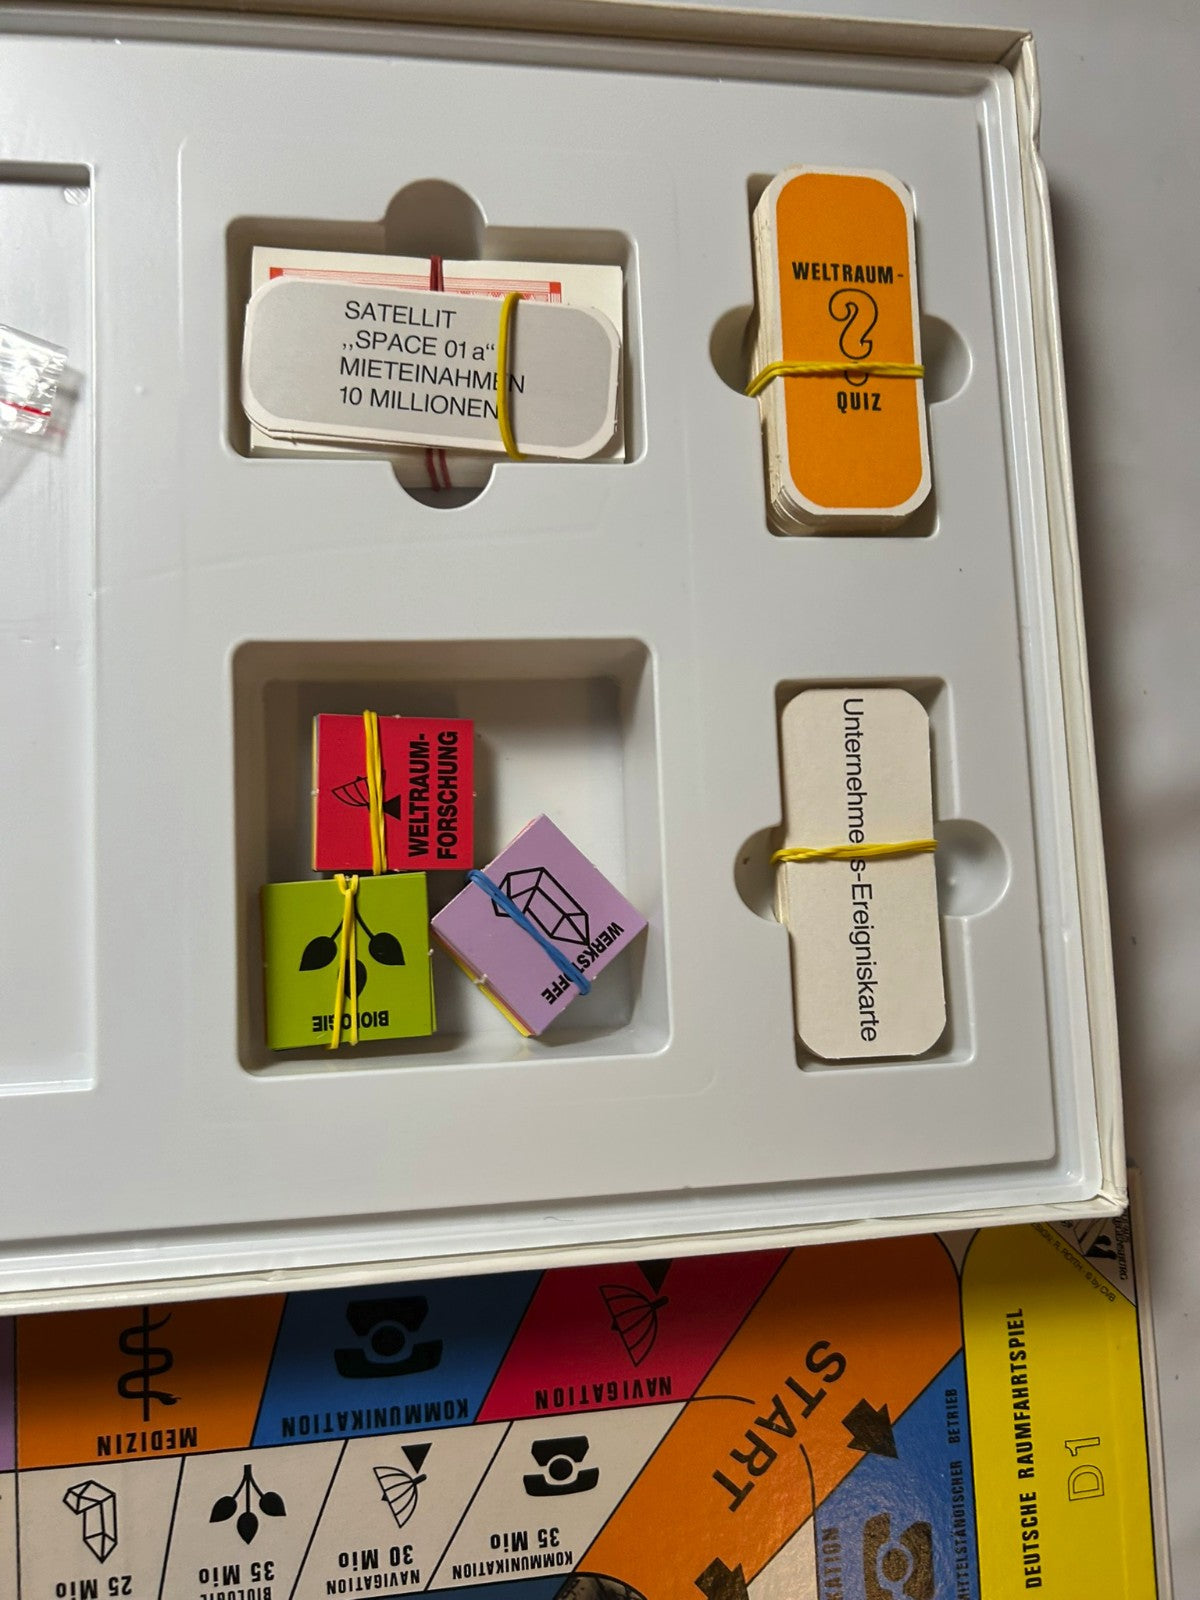 SATELLIT
„SPACE 01a“
MIETEINAHMEN
10 MILLIONEN
WELTRAUM-
?
QUIZ
WELTRAUM-
FORSCHUNG
BIOLOGIE
WERKSTOFFE
Unternehmens-Ereigniskarte
MEDIZIN
KOMMUNIKATION
NAVIGATION
START
25 Mio
BIOLOGIE
35 Mio
NAVIGATION
30 Mio
KOMMUNIKATION
35 Mio
MITTELSTÄNDISCHER BETRIEB
DEUTSCHE RAUMFAHRTSPIEL
D1